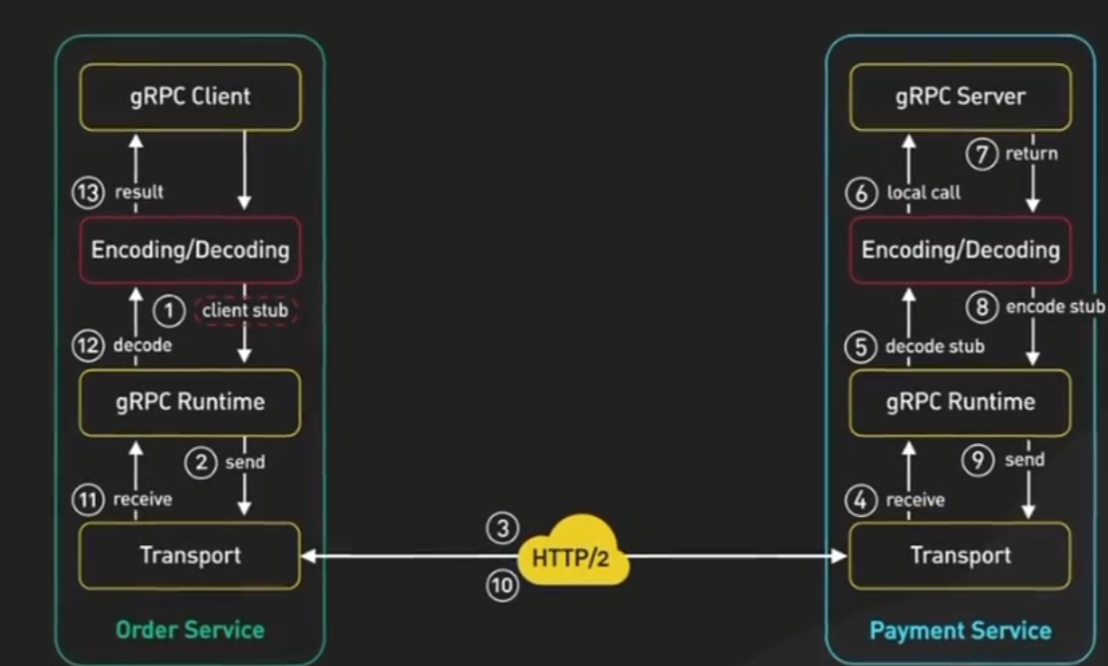 gRPC Client
13 result
Encoding/Decoding
1 client stub
12 decode
gRPC Runtime
2 send
11 receive
Transport
Order Service
3
HTTP/2
10
gRPC Server
7 return
6 local call
Encoding/Decoding
8 encode stub
5 decode stub
gRPC Runtime
9 send
4 receive
Transport
Payment Service